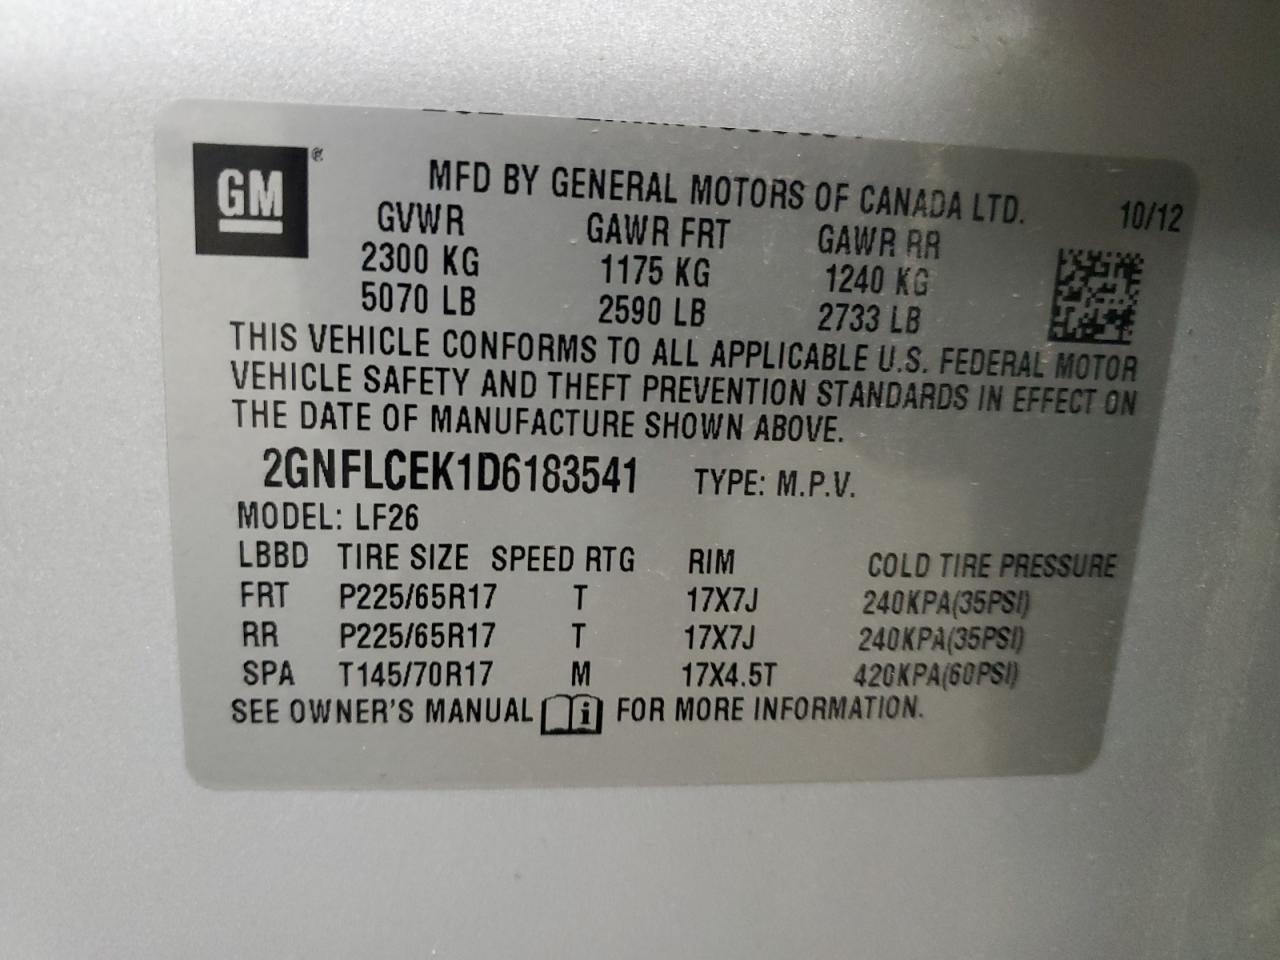 GM®
MFD BY GENERAL MOTORS OF CANADA LTD. 10/12
GVWR GAWR FRT GAWR RR
2300 KG 1175 KG 1240 KG
5070 LB 2590 LB 2733 LB
THIS VEHICLE CONFORMS TO ALL APPLICABLE U.S. FEDERAL MOTOR
VEHICLE SAFETY AND THEFT PREVENTION STANDARDS IN EFFECT ON
THE DATE OF MANUFACTURE SHOWN ABOVE.
2GNFLCEK1D6183541 TYPE: M.P.V.
MODEL: LF26
LBBD TIRE SIZE SPEED RTG RIM COLD TIRE PRESSURE
FRT P225/65R17 T 17X7J 240KPA(35PSI)
RR P225/65R17 T 17X7J 240KPA(35PSI)
SPA T145/70R17 M 17X4.5T 420KPA(60PSI)
SEE OWNER'S MANUAL i FOR MORE INFORMATION.